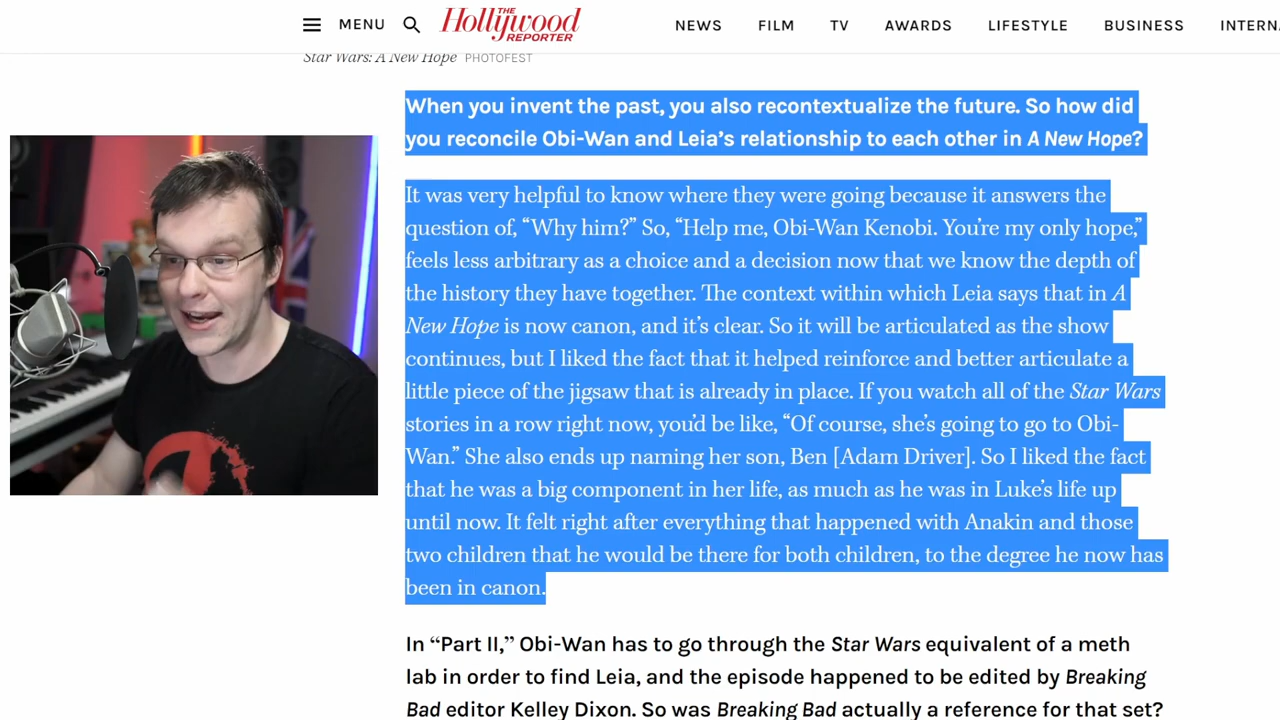 MENU
THE
Hollywood
REPORTER
NEWS FILM TV AWARDS LIFESTYLE BUSINESS INTERN
Star Wars: A New Hope PHOTOFEST
When you invent the past, you also recontextualize the future. So how did
you reconcile Obi-Wan and Leia’s relationship to each other in A New Hope?
It was very helpful to know where they were going because it answers the
question of, “Why him?” So, “Help me, Obi-Wan Kenobi. You’re my only hope,”
feels less arbitrary as a choice and a decision now that we know the depth of
the history they have together. The context within which Leia says that in A
New Hope is now canon, and it’s clear. So it will be articulated as the show
continues, but I liked the fact that it helped reinforce and better articulate a
little piece of the jigsaw that is already in place. If you watch all of the Star Wars
stories in a row right now, you’d be like, “Of course, she’s going to go to Obi-
Wan.” She also ends up naming her son, Ben [Adam Driver]. So I liked the fact
that he was a big component in her life, as much as he was in Luke’s life up
until now. It felt right after everything that happened with Anakin and those
two children that he would be there for both children, to the degree he now has
been in canon.
In “Part II,” Obi-Wan has to go through the Star Wars equivalent of a meth
lab in order to find Leia, and the episode happened to be edited by Breaking
Bad editor Kelley Dixon. So was Breaking Bad actually a reference for that set?